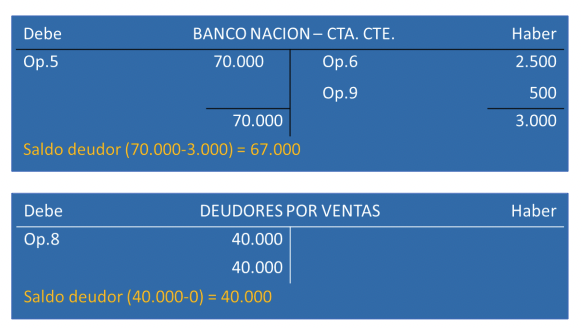 Debe BANCO NACION – CTA. CTE. Haber
Op.5 70.000 Op.6 2.500
Op.9 500
70.000 3.000
Saldo deudor (70.000-3.000) = 67.000
Debe DEUDORES POR VENTAS Haber
Op.8 40.000
40.000
Saldo deudor (40.000-0) = 40.000